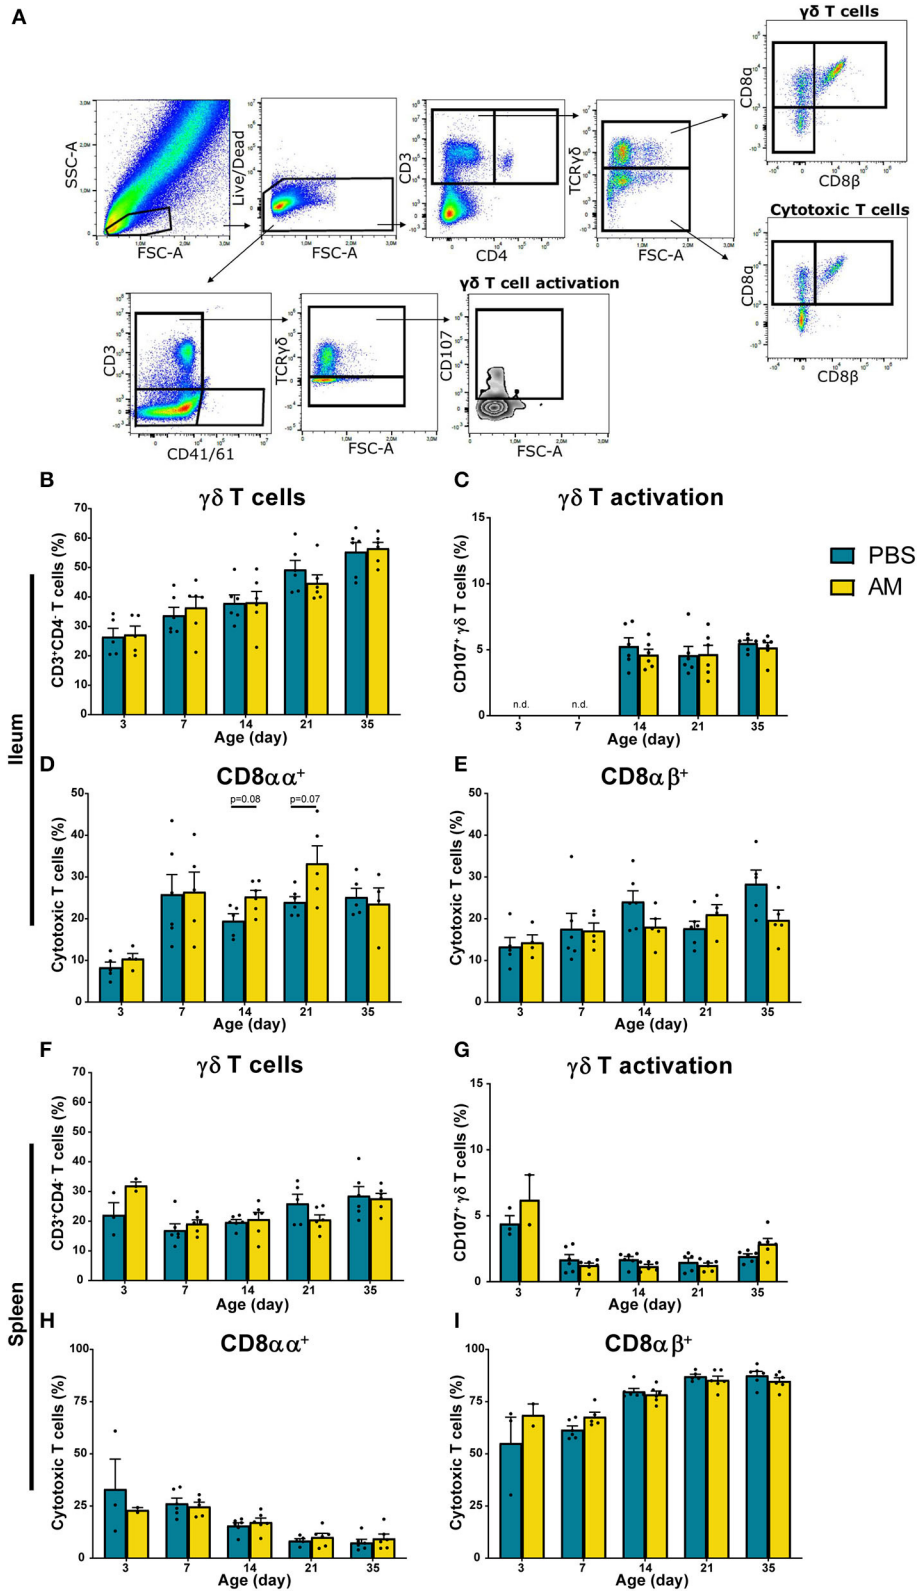 A
γδ T cells
CD8α
CD8β
SSC-A
FSC-A
Live/Dead
FSC-A
CD3
CD4
TCRγδ
FSC-A
Cytotoxic T cells
CD8α
CD8β
CD3
CD41/61
TCRγδ
FSC-A
γδ T cell activation
CD107
FSC-A
B
γδ T cells
CD3+CD4- T cells (%)
70
60
50
40
30
20
10
0
3 7 14 21 35
Age (day)
C
γδ T activation
CD107+ γδ T cells (%)
15
10
5
0
n.d. n.d.
3 7 14 21 35
Age (day)
PBS
AM
Ileum
D
CD8αα+
Cytotoxic T cells (%)
50
40
30
20
10
0
p=0.08 p=0.07
3 7 14 21 35
Age (day)
E
CD8αβ+
Cytotoxic T cells (%)
50
40
30
20
10
0
3 7 14 21 35
Age (day)
Spleen
F
γδ T cells
CD3+CD4- T cells (%)
70
60
50
40
30
20
10
0
3 7 14 21 35
Age (day)
G
γδ T activation
CD107+ γδ T cells (%)
15
10
5
0
3 7 14 21 35
Age (day)
H
CD8αα+
Cytotoxic T cells (%)
100
75
50
25
0
3 7 14 21 35
Age (day)
I
CD8αβ+
Cytotoxic T cells (%)
100
75
50
25
0
3 7 14 21 35
Age (day)